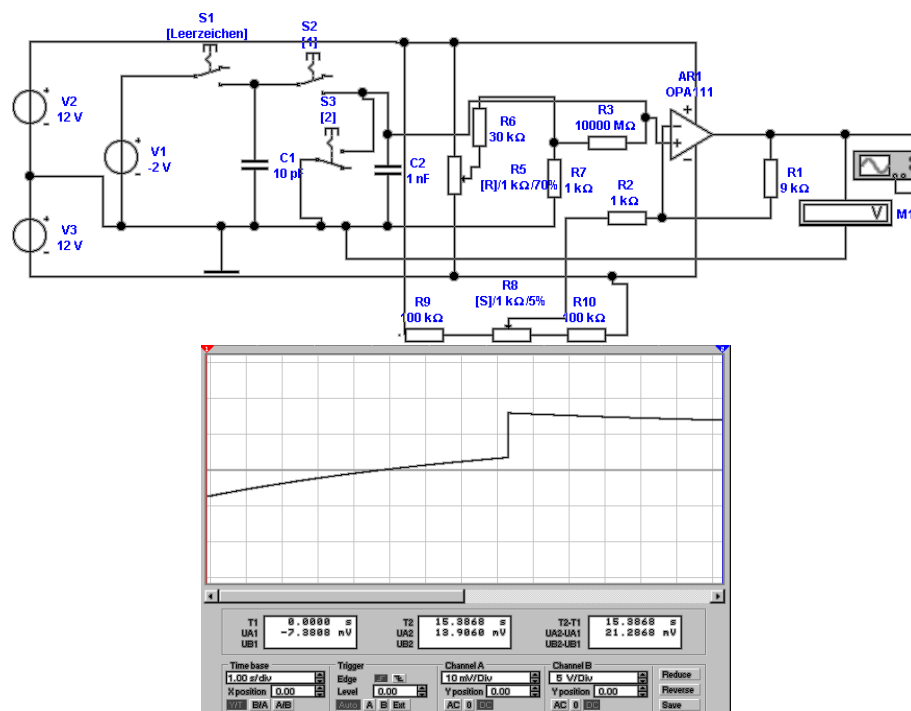 S1
[Leerzeichen]
S2
[1]
V2
12 V
V1
-2 V
S3
[2]
C1
10 pF
C2
1 nF
R6
30 kΩ
R3
10000 MΩ
AR1
OPA111
R5
[R]/1 kΩ/70%
R7
1 kΩ
R2
1 kΩ
R1
9 kΩ
V
M1
V3
12 V
R8
[S]/1 kΩ/5%
R9
100 kΩ
R10
100 kΩ
1
2
T1 0.0000 s
UA1 -7.3808 mV
UB1
T2 15.3868 s
UA2 13.9060 mV
UB2
T2-T1 15.3868 s
UA2-UA1 21.2868 mV
UB2-UB1
Time base
1.00 s/div
X position 0.00
Y/T B/A A/B
Trigger
Edge
Level 0.00
Auto A B Ext
Channel A
10 mV/Div
Y position 0.00
AC 0 DC
Channel B
5 V/Div
Y position 0.00
AC 0 DC
Reduce
Reverse
Save